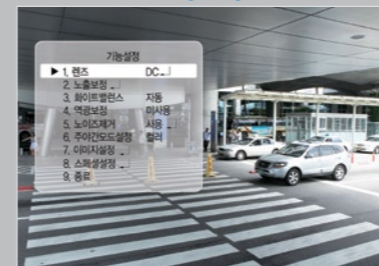 기능설정
▶ 1. 렌즈 DC ⏎
2. 노출보정 ⏎
3. 화이트밸런스 자동
4. 역광보정 미사용
5. 노이즈제거 사용 ⏎
6. 주야간모드설정 컬러
7. 이미지설정 ⏎
8. 스페셜설정 ⏎
9. 종료